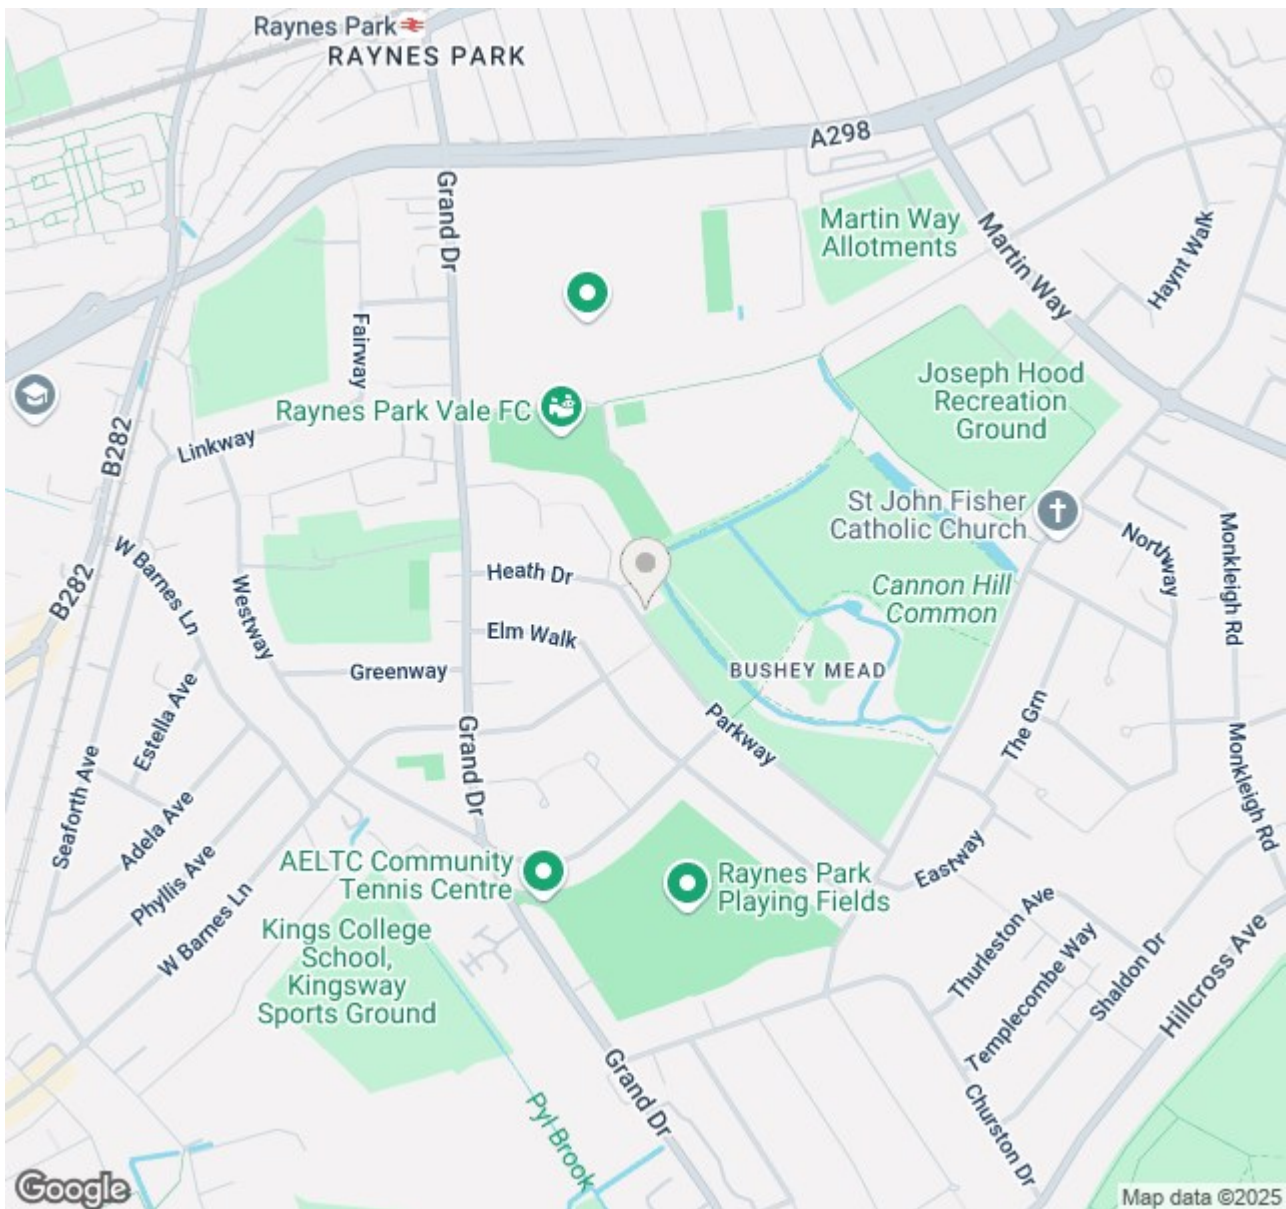 Raynes Park
RAYNES PARK
A298
Grand Dr
Martin Way
Allotments
Martin Way
Haynt Walk
Fairway
Joseph Hood
Recreation
Ground
Raynes Park Vale FC
Linkway
B282
St John Fisher
Catholic Church
Northway
Monkleigh Rd
W Barnes Ln
Heath Dr
Cannon Hill
Common
B282
Westway
Elm Walk
Greenway
BUSHEY MEAD
Estella Ave
Grand Dr
Parkway
The Grn
Monkleigh Rd
Seaforth Ave
Adela Ave
Phyllis Ave
W Barnes Ln
AELTC Community
Tennis Centre
Raynes Park
Playing Fields
Eastway
Kings College
School,
Kingsway
Sports Ground
Thurleston Ave
Templecombe Way
Shaldon Dr
Hillcross Ave
Grand Dr
Pyl Brook
Churston Dr
Google
Map data ©2025